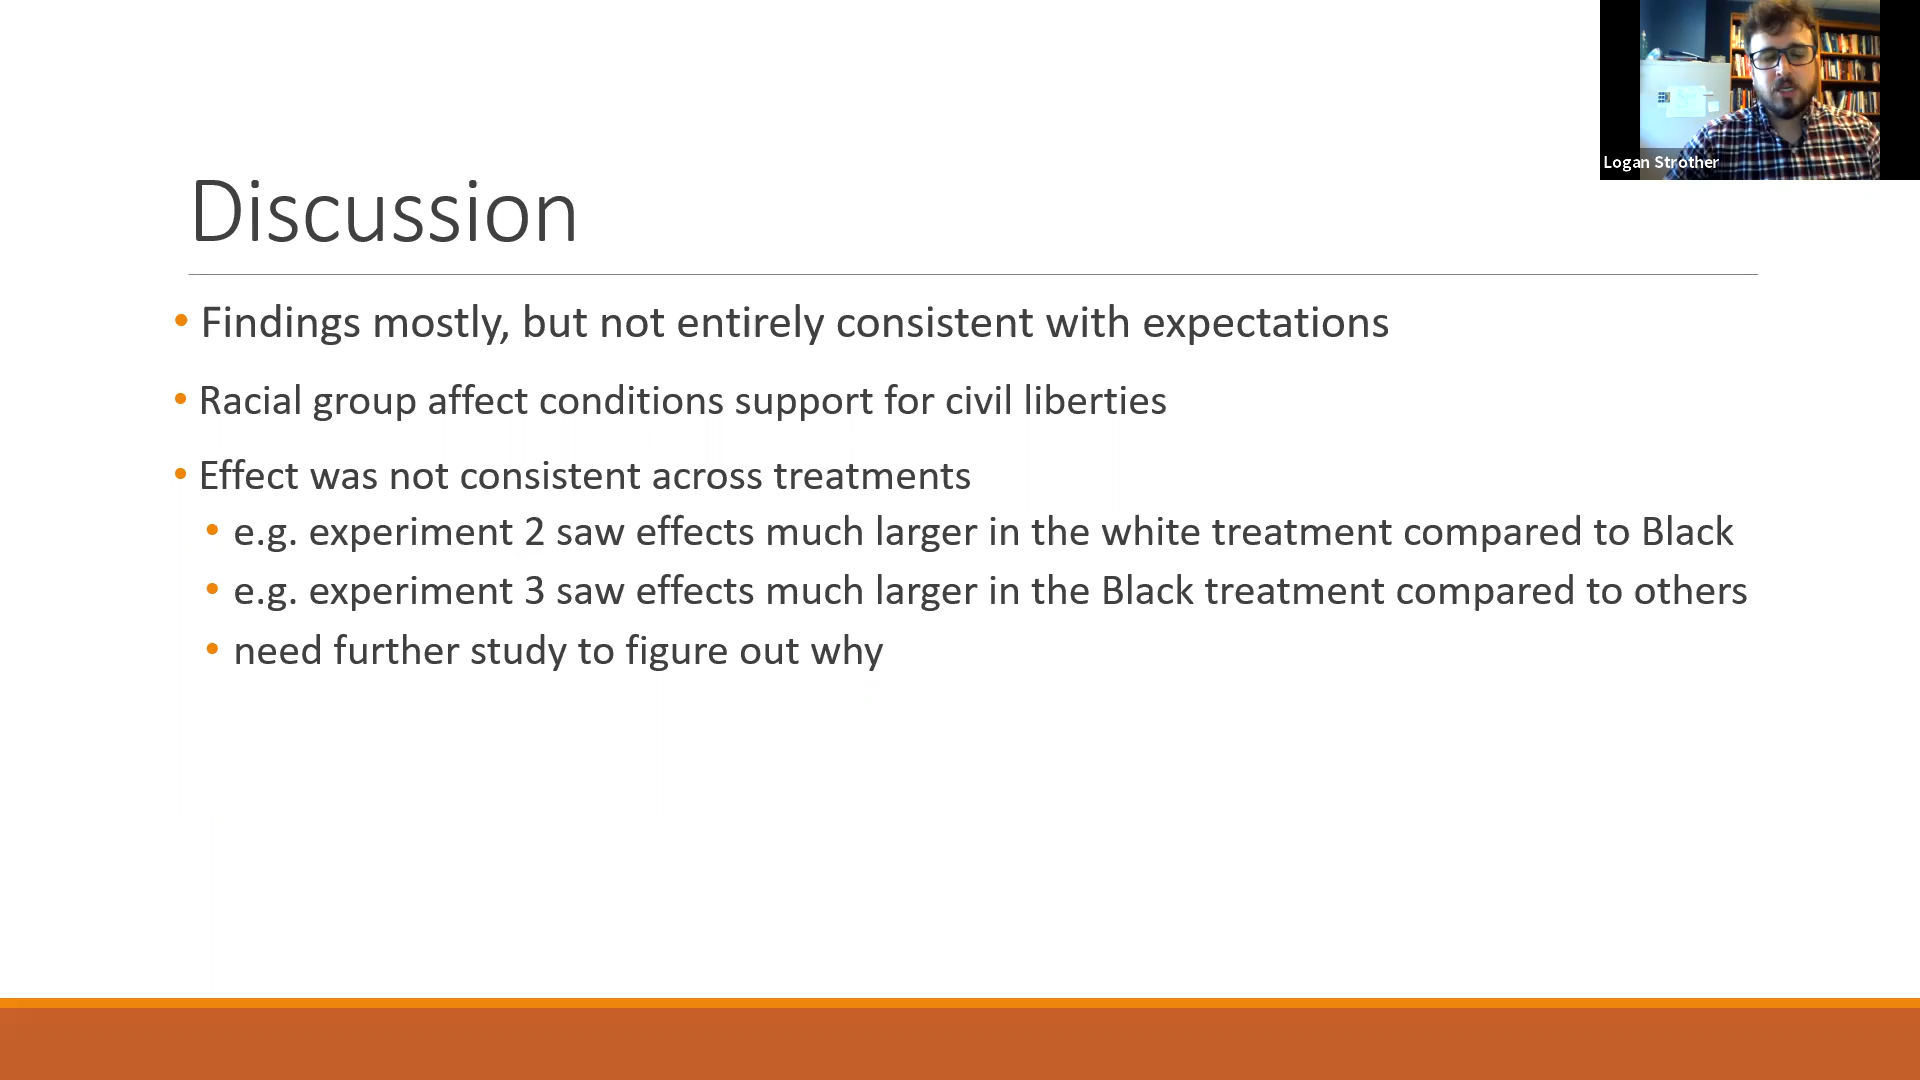 Logan Strother
Discussion
• Findings mostly, but not entirely consistent with expectations
• Racial group affect conditions support for civil liberties
• Effect was not consistent across treatments
• e.g. experiment 2 saw effects much larger in the white treatment compared to Black
• e.g. experiment 3 saw effects much larger in the Black treatment compared to others
• need further study to figure out why